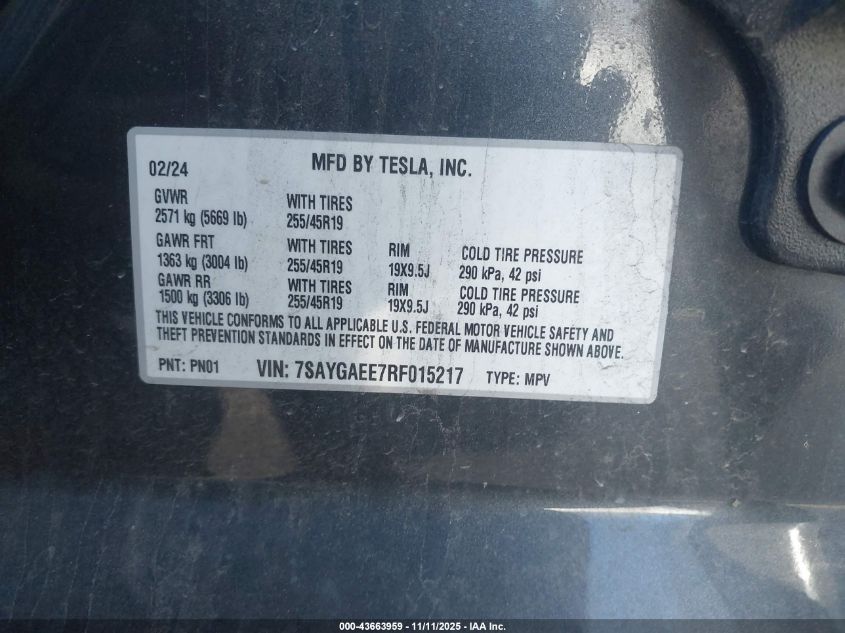 02/24 MFD BY TESLA, INC.
GVWR WITH TIRES
2571 kg (5669 lb) 255/45R19
GAWR FRT WITH TIRES RIM COLD TIRE PRESSURE
1363 kg (3004 lb) 255/45R19 19X9.5J 290 kPa, 42 psi
GAWR RR WITH TIRES RIM COLD TIRE PRESSURE
1500 kg (3306 lb) 255/45R19 19X9.5J 290 kPa, 42 psi
THIS VEHICLE CONFORMS TO ALL APPLICABLE U.S. FEDERAL MOTOR VEHICLE SAFETY AND
THEFT PREVENTION STANDARDS IN EFFECT ON THE DATE OF MANUFACTURE SHOWN ABOVE.
PNT: PN01 VIN: 7SAYGAEE7RF015217 TYPE: MPV
000-43663959 - 11/11/2025 - IAA Inc.